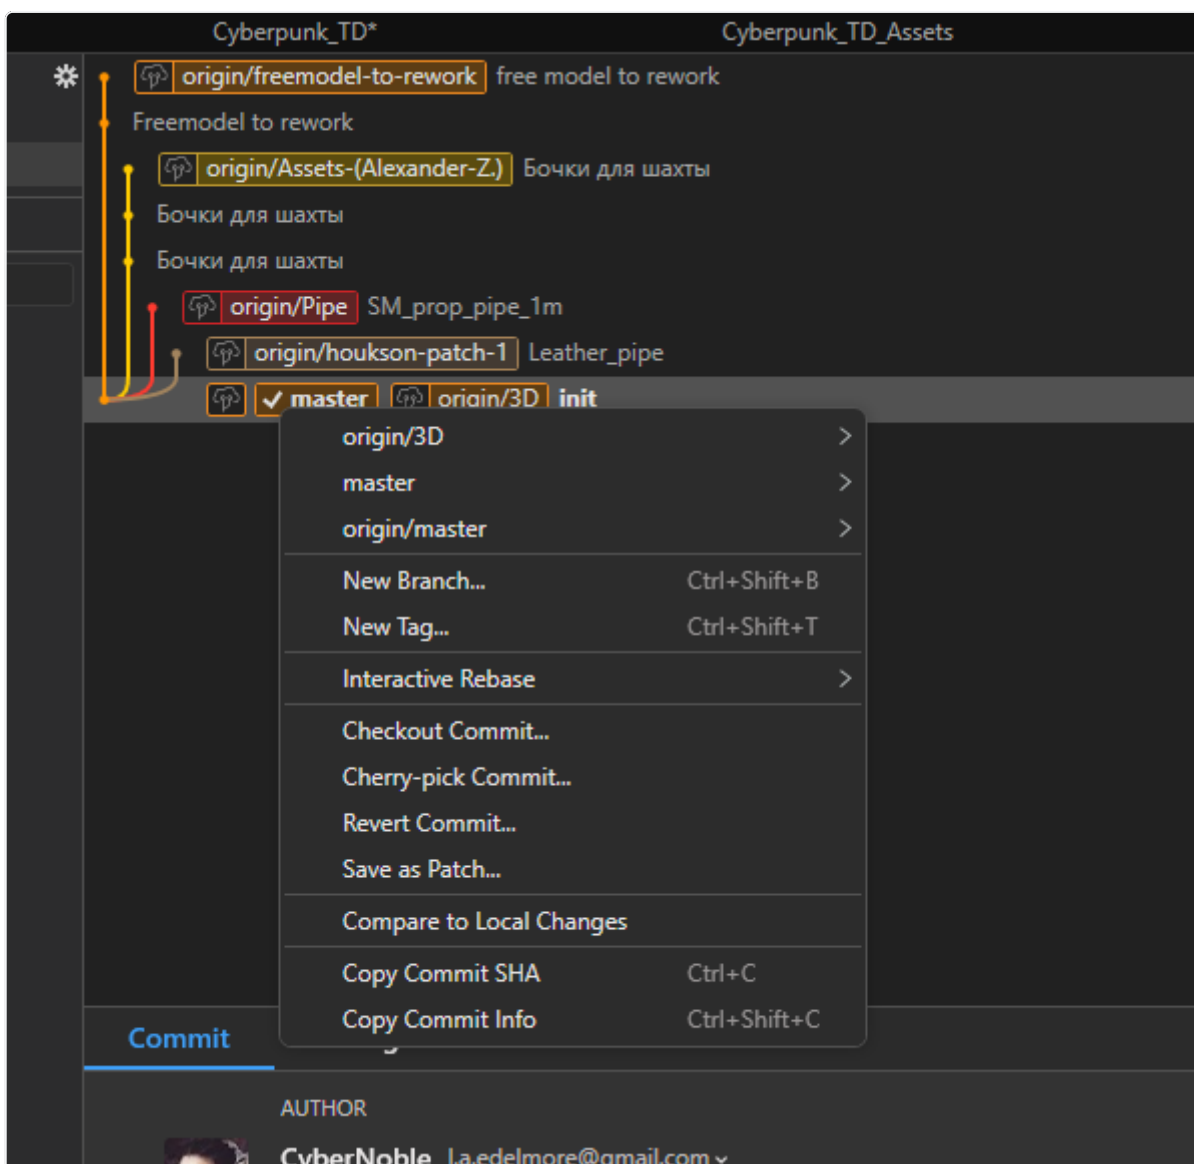 Cyberpunk_TD* Cyberpunk_TD_Assets
origin/freemodel-to-rework free model to rework
Freemodel to rework
origin/Assets-(Alexander-Z.) Бочки для шахты
Бочки для шахты
Бочки для шахты
origin/Pipe SM_prop_pipe_1m
origin/houkson-patch-1 Leather_pipe
master origin/3D init
origin/3D
master
origin/master
New Branch... Ctrl+Shift+B
New Tag... Ctrl+Shift+T
Interactive Rebase
Checkout Commit...
Cherry-pick Commit...
Revert Commit...
Save as Patch...
Compare to Local Changes
Copy Commit SHA Ctrl+C
Copy Commit Info Ctrl+Shift+C
Commit
AUTHOR
CyberNoble l.a.edelmore@gmail.com